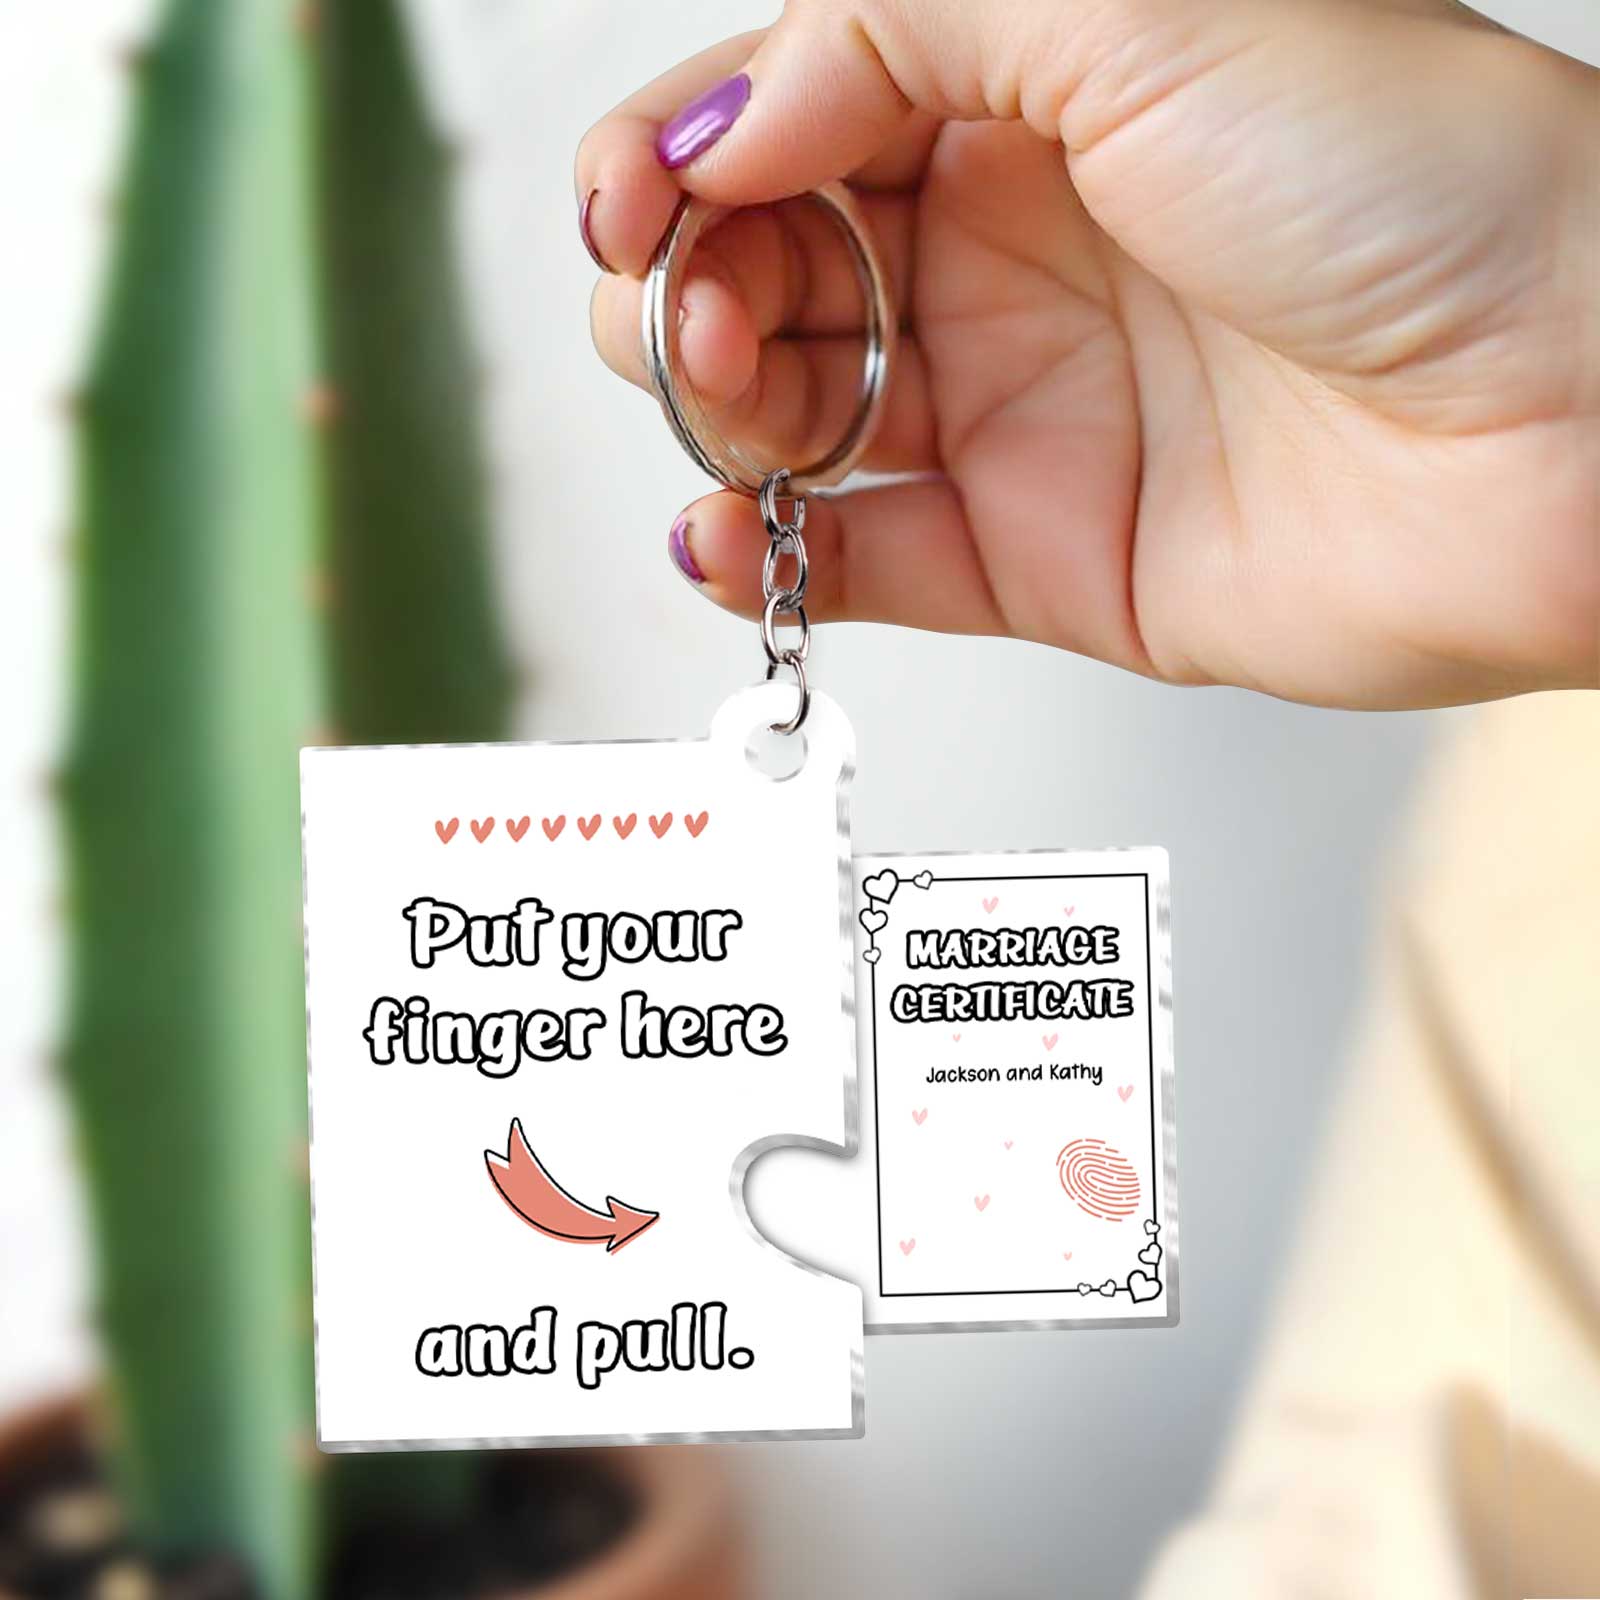 Put your
finger here
and pull.
MARRIAGE
CERTIFICATE
Jackson and Kathy